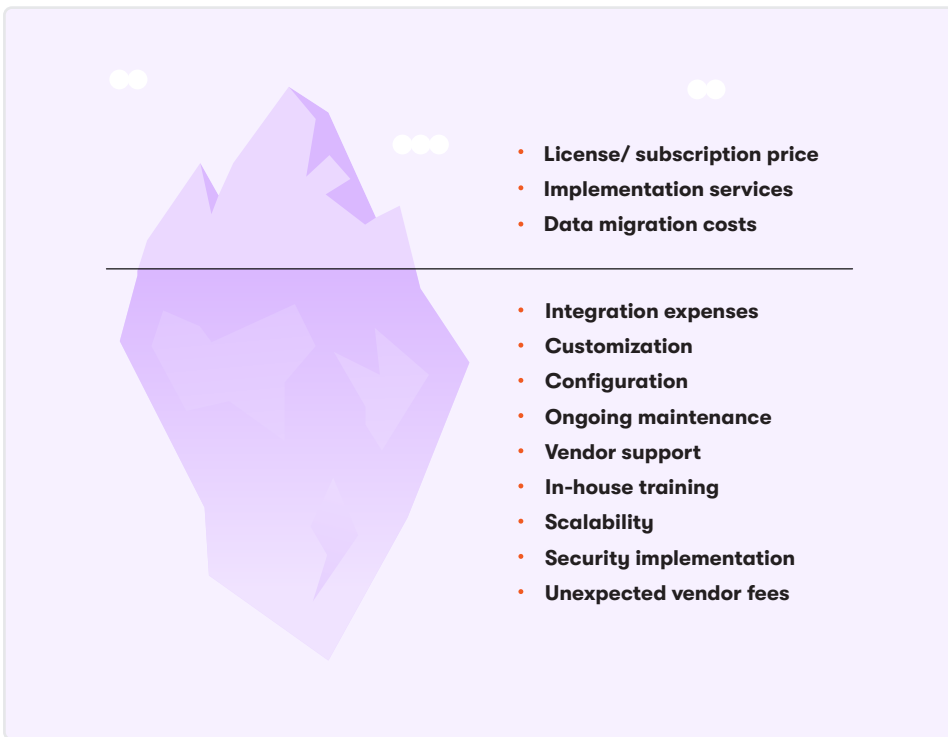 • License/ subscription price
• Implementation services
• Data migration costs
• Integration expenses
• Customization
• Configuration
• Ongoing maintenance
• Vendor support
• In-house training
• Scalability
• Security implementation
• Unexpected vendor fees